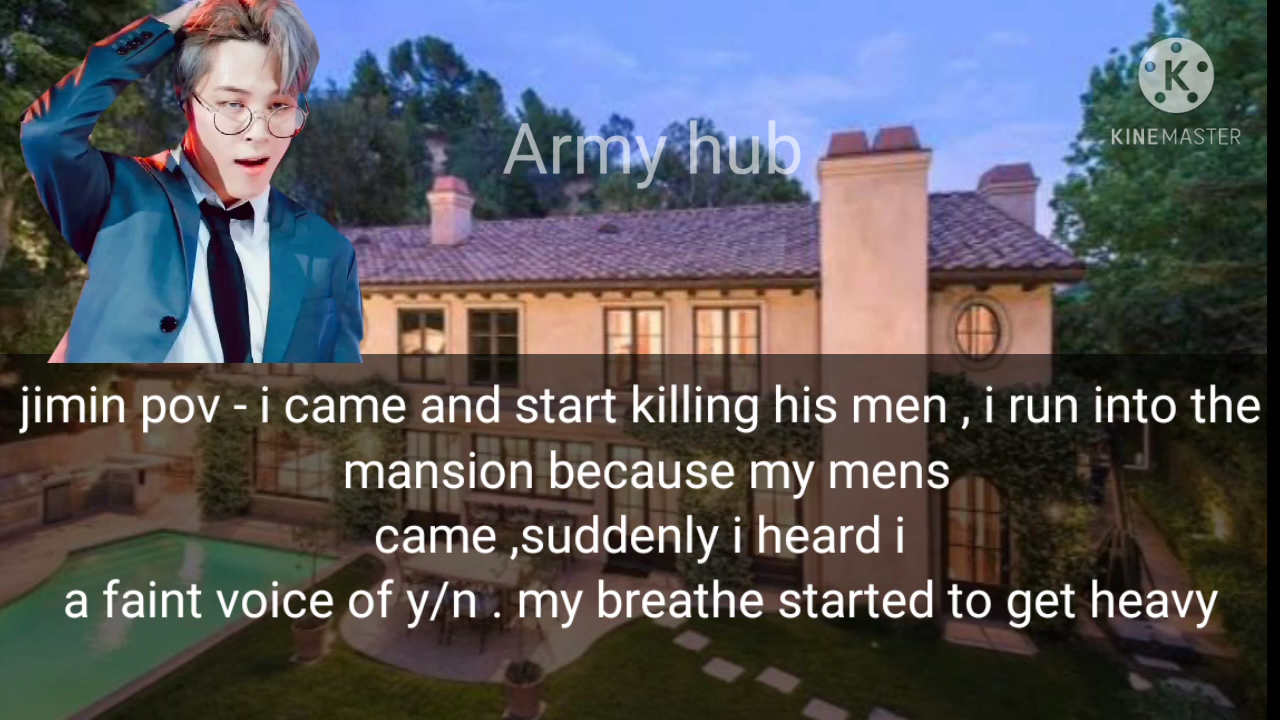 Army hub
K
KINEMASTER
jimin pov - i came and start killing his men , i run into the
mansion because my mens
came ,suddenly i heard i
a faint voice of y/n . my breathe started to get heavy